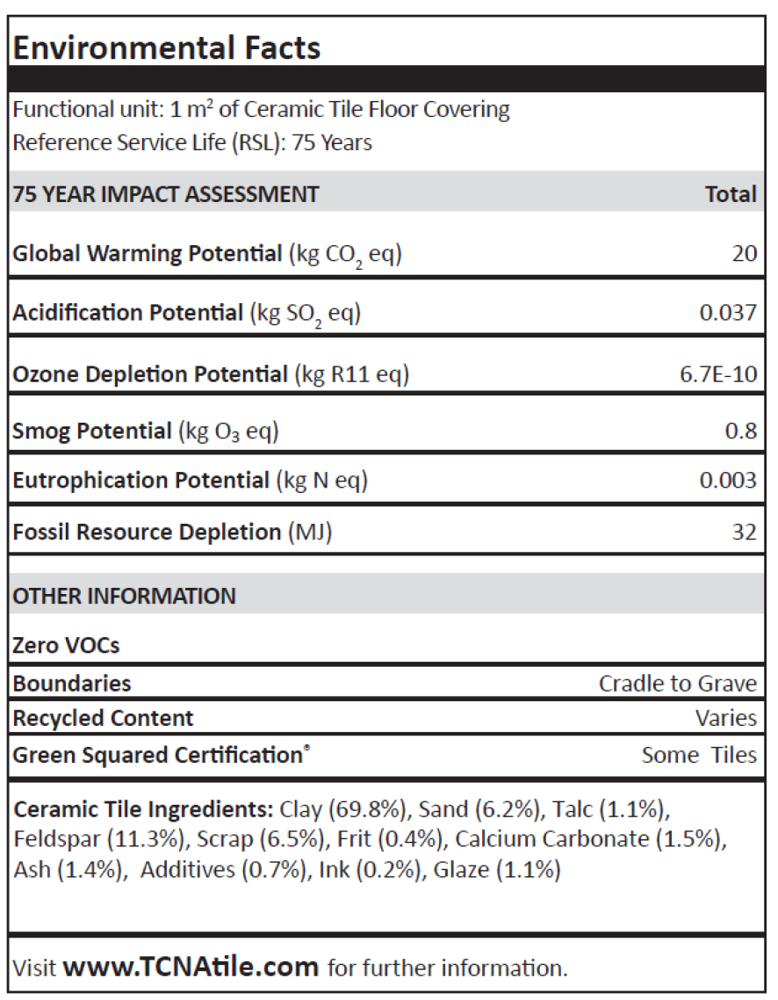 Environmental Facts
Functional unit: 1 m² of Ceramic Tile Floor Covering
Reference Service Life (RSL): 75 Years
75 YEAR IMPACT ASSESSMENT Total
Global Warming Potential (kg CO₂ eq) 20
Acidification Potential (kg SO₂ eq) 0.037
Ozone Depletion Potential (kg R11 eq) 6.7E-10
Smog Potential (kg O₃ eq) 0.8
Eutrophication Potential (kg N eq) 0.003
Fossil Resource Depletion (MJ) 32
OTHER INFORMATION
Zero VOCs
Boundaries Cradle to Grave
Recycled Content Varies
Green Squared Certification® Some Tiles
Ceramic Tile Ingredients: Clay (69.8%), Sand (6.2%), Talc (1.1%),
Feldspar (11.3%), Scrap (6.5%), Frit (0.4%), Calcium Carbonate (1.5%),
Ash (1.4%), Additives (0.7%), Ink (0.2%), Glaze (1.1%)
Visit www.TCNAtile.com for further information.